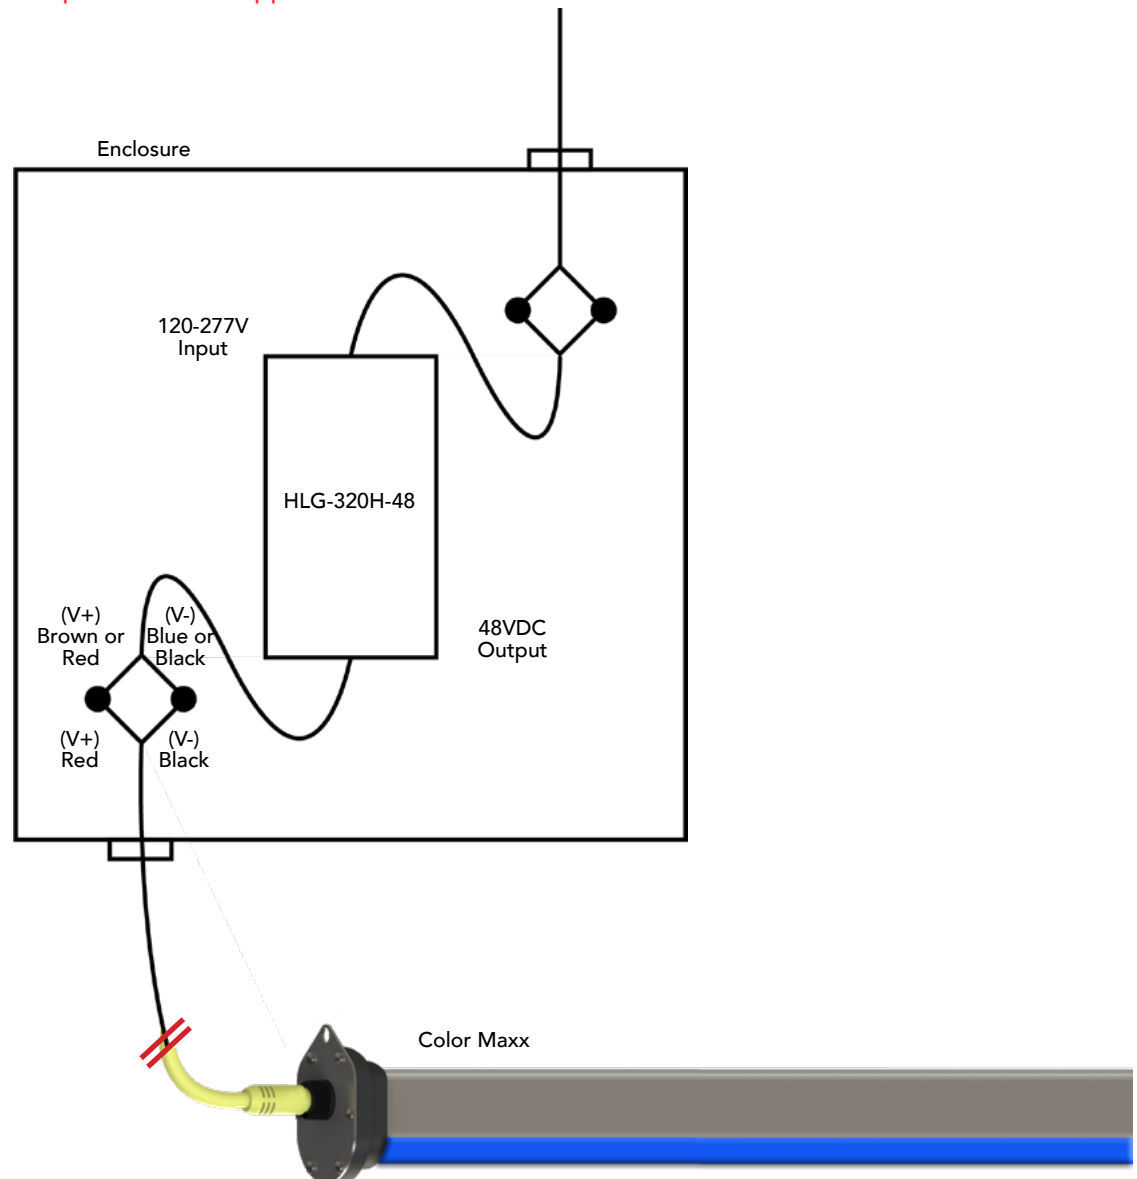 Enclosure
120-277V
Input
HLG-320H-48
(V+)
Brown or
Red
(V-)
Blue or
Black
48VDC
Output
(V+)
Red
(V-)
Black
Color Maxx